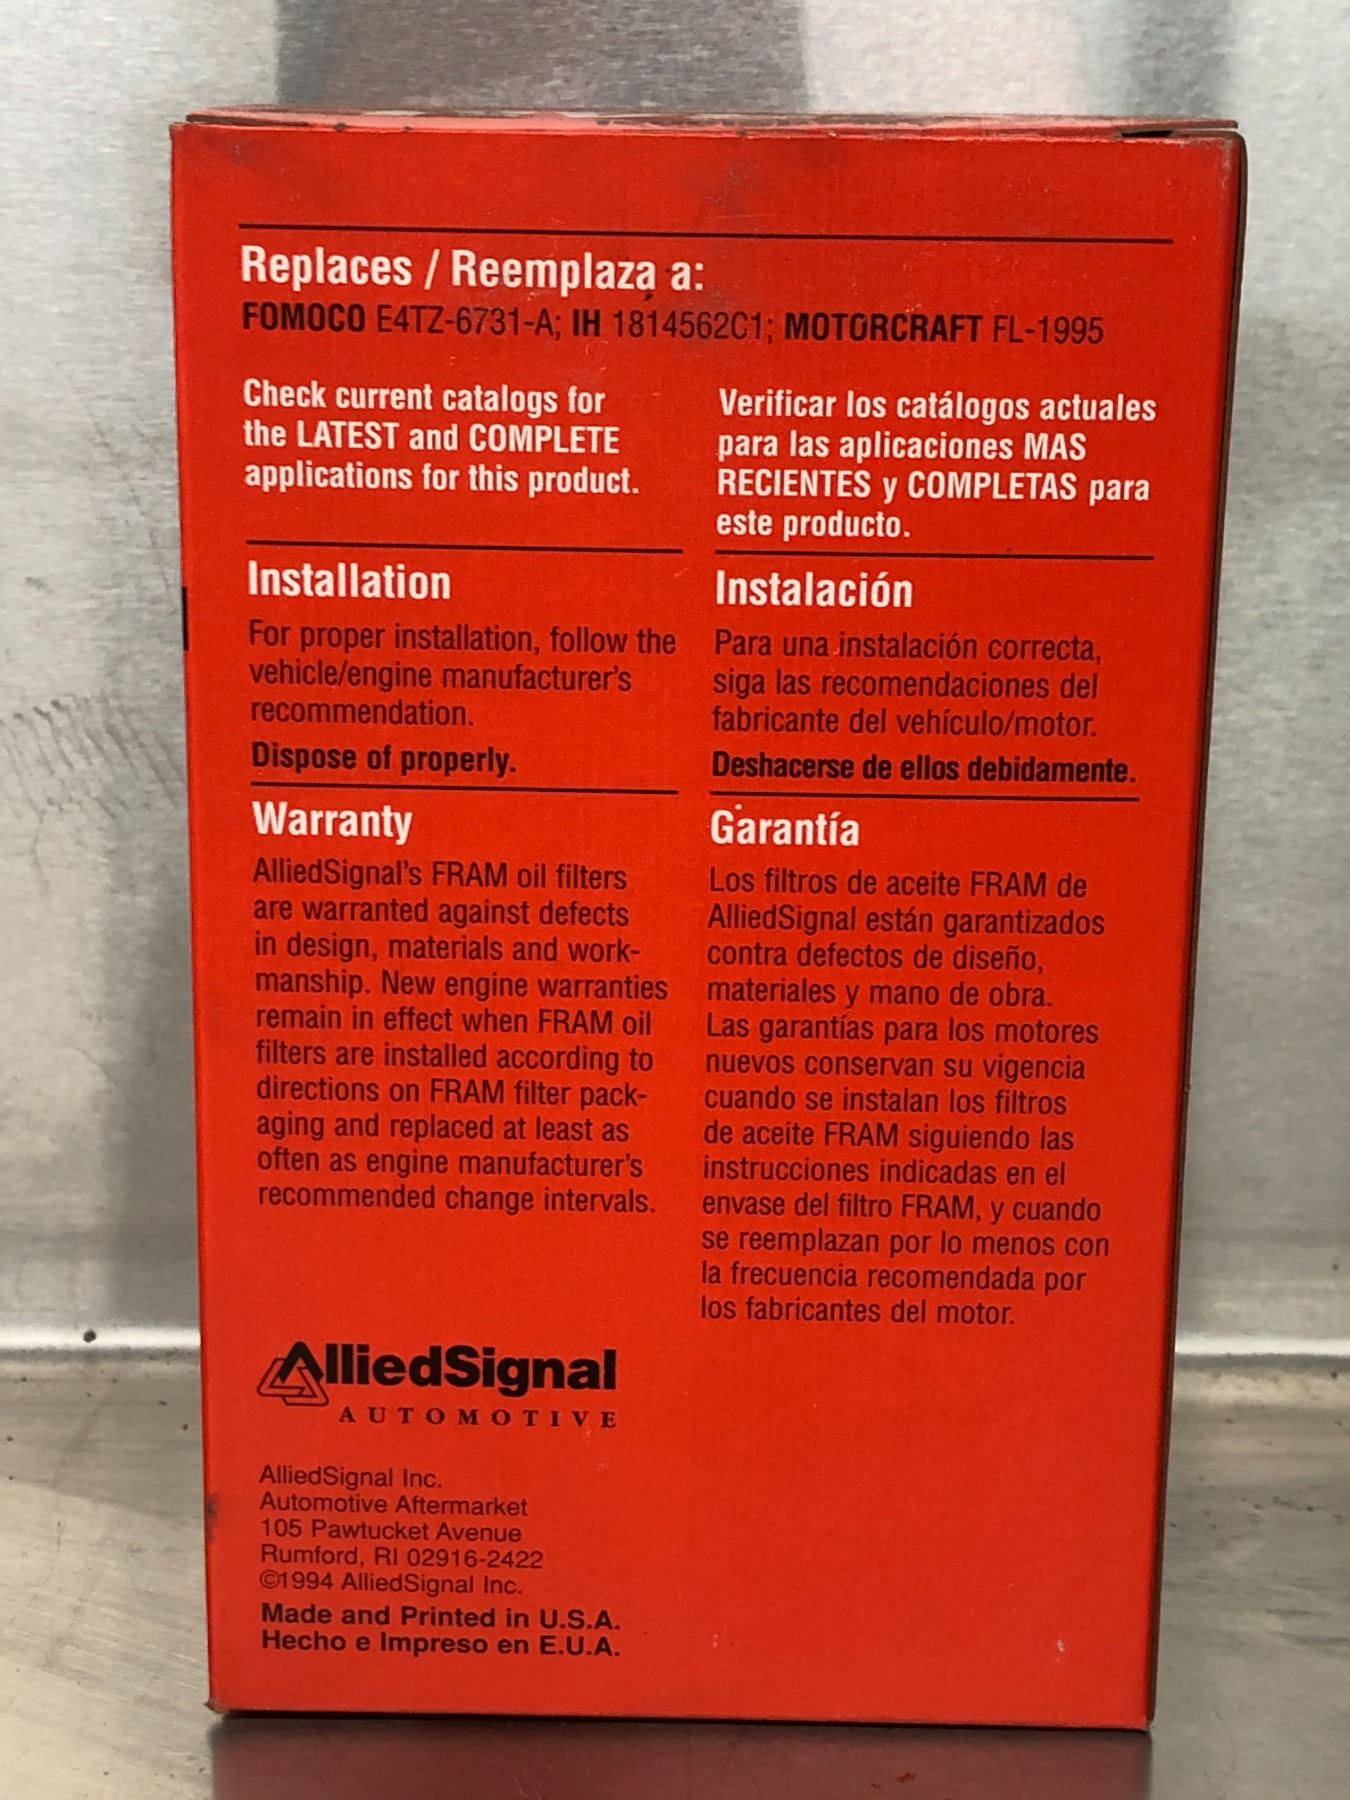 Replaces / Reemplaza a:
FOMOCO E4TZ-6731-A; IH 1814562C1; MOTORCRAFT FL-1995
Check current catalogs for
the LATEST and COMPLETE
applications for this product.
Verificar los catálogos actuales
para las aplicaciones MAS
RECIENTES y COMPLETAS para
este producto.
Installation
For proper installation, follow the
vehicle/engine manufacturer's
recommendation.
Dispose of properly.
Instalación
Para una instalación correcta,
siga las recomendaciones del
fabricante del vehículo/motor.
Deshacerse de ellos debidamente.
Warranty
AlliedSignal's FRAM oil filters
are warranted against defects
in design, materials and work-
manship. New engine warranties
remain in effect when FRAM oil
filters are installed according to
directions on FRAM filter pack-
aging and replaced at least as
often as engine manufacturer's
recommended change intervals.
Garantía
Los filtros de aceite FRAM de
AlliedSignal están garantizados
contra defectos de diseño,
materiales y mano de obra.
Las garantías para los motores
nuevos conservan su vigencia
cuando se instalan los filtros
de aceite FRAM siguiendo las
instrucciones indicadas en el
envase del filtro FRAM, y cuando
se reemplazan por lo menos con
la frecuencia recomendada por
los fabricantes del motor.
AlliedSignal
AUTOMOTIVE
AlliedSignal Inc.
Automotive Aftermarket
105 Pawtucket Avenue
Rumford, RI 02916-2422
©1994 AlliedSignal Inc.
Made and Printed in U.S.A.
Hecho e Impreso en E.U.A.